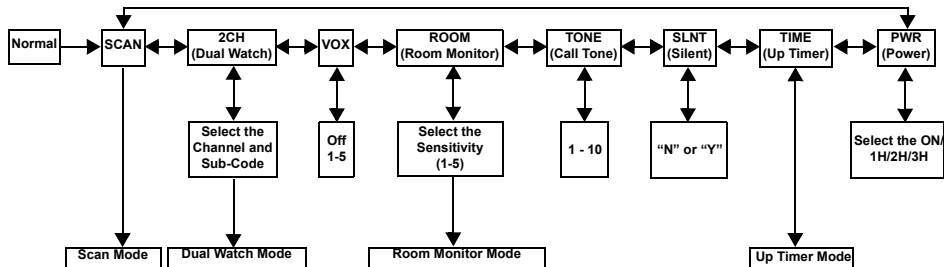 Normal
SCAN
2CH
(Dual Watch)
VOX
ROOM
(Room Monitor)
TONE
(Call Tone)
SLNT
(Silent)
TIME
(Up Timer)
PWR
(Power)
Select the
Channel and
Sub-Code
Off
1-5
Select the
Sensitivity
(1-5)
1 - 10
“N” or “Y”
Select the ON/
1H/2H/3H
Scan Mode
Dual Watch Mode
Room Monitor Mode
Up Timer Mode